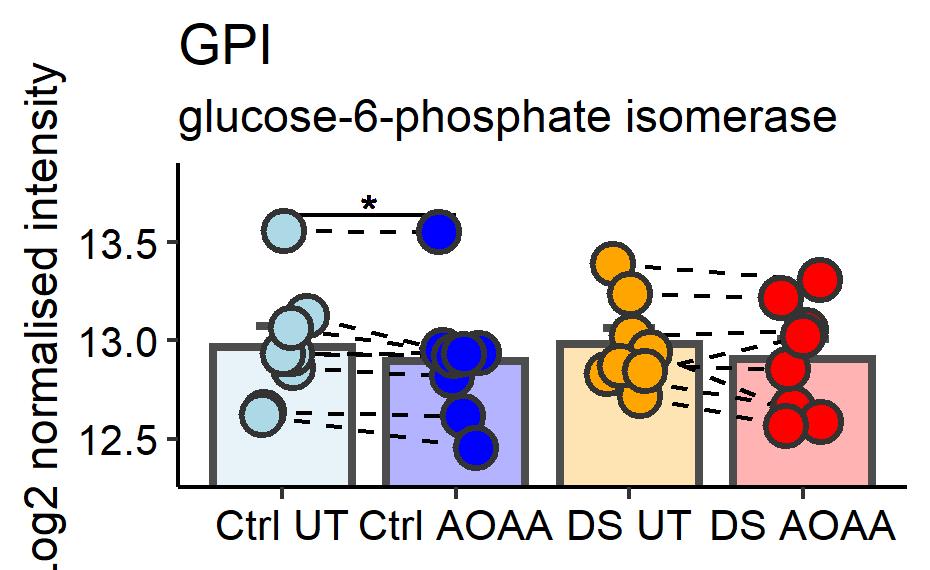 GPI
glucose-6-phosphate isomerase
.og2 normalised intensity
*
13.5
13.0
12.5
Ctrl UT Ctrl AOAA DS UT DS AOAA